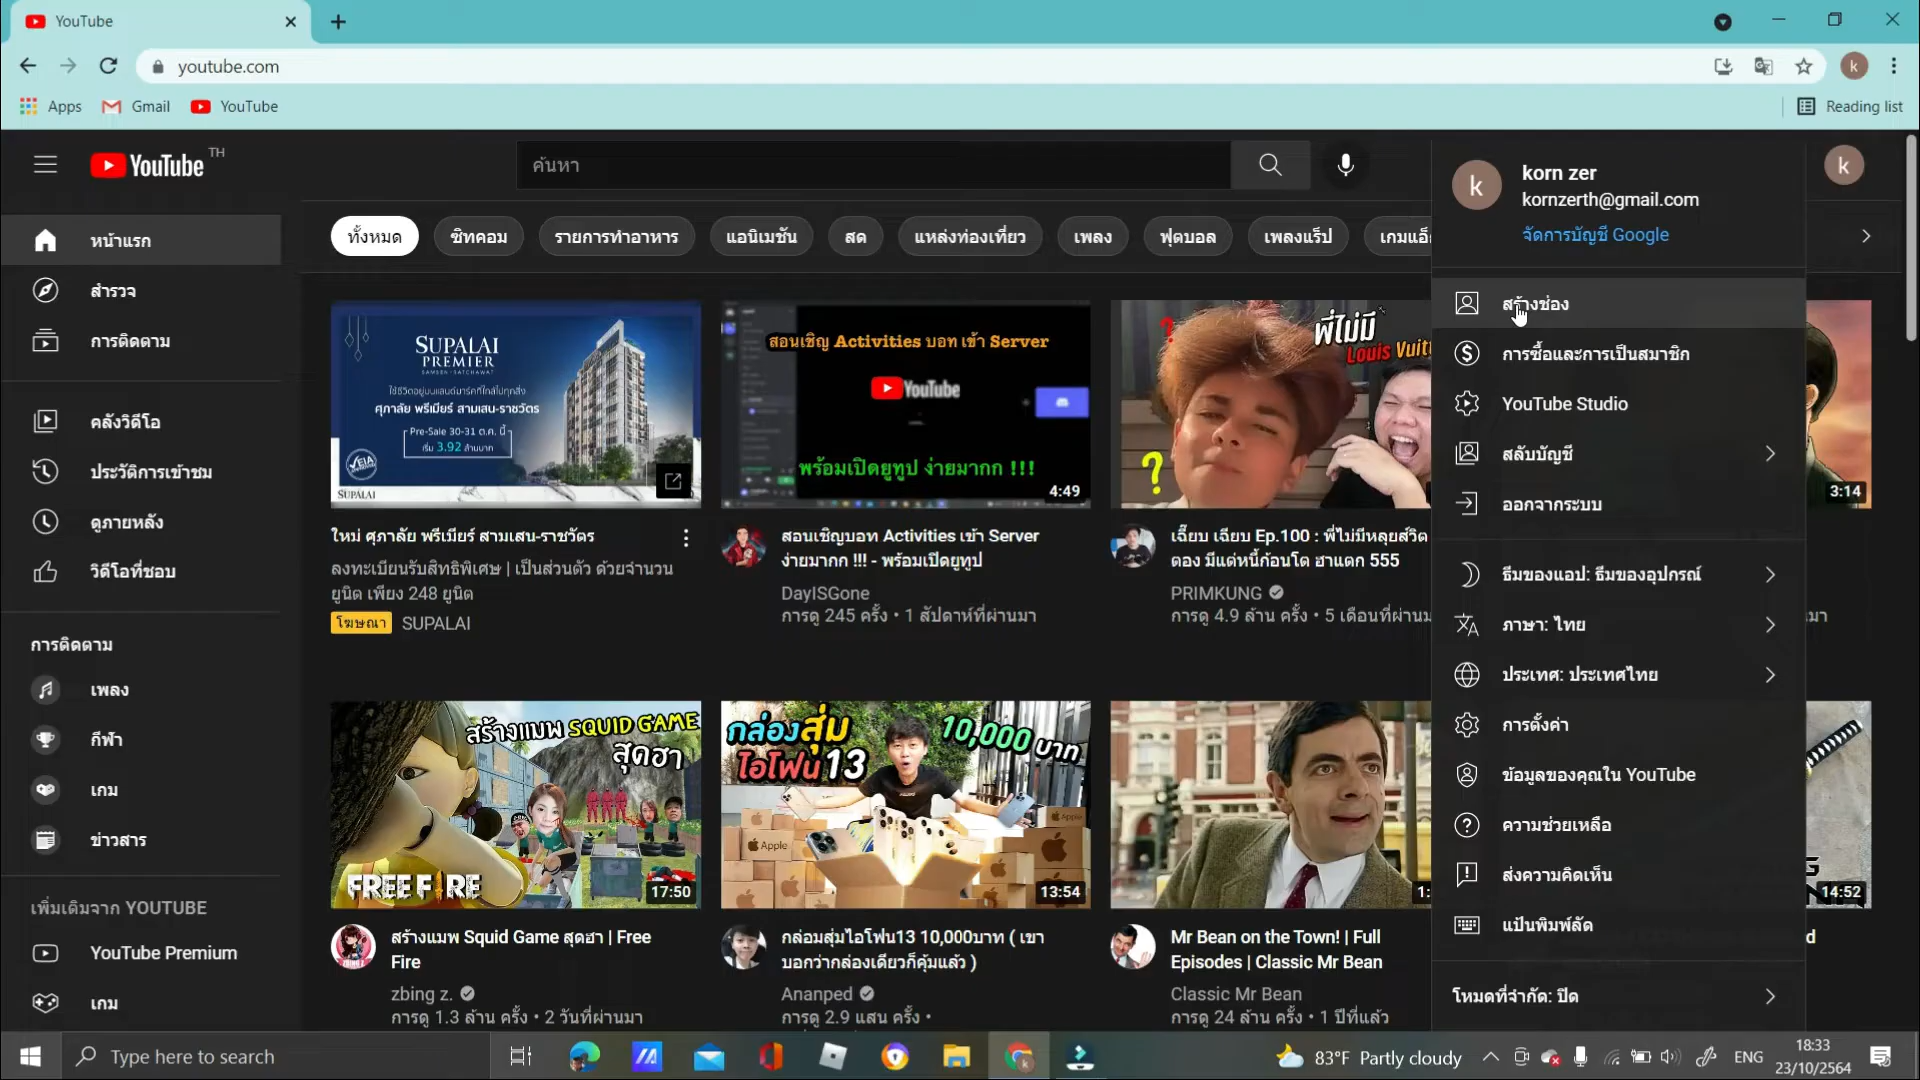 YouTube
youtube.com
k
Apps
Gmail
YouTube
Reading list
YouTube TH
ค้นหา
k
หน้าแรก
สำรวจ
การติดตาม
คลังวิดีโอ
ประวัติการเข้าชม
ดูภายหลัง
วิดีโอที่ชอบ
การติดตาม
เพลง
กีฬา
เกม
ข่าวสาร
เพิ่มเติมจาก YOUTUBE
YouTube Premium
เกม
ทั้งหมด
ซิทคอม
รายการทำอาหาร
แอนิเมชัน
สด
แหล่งท่องเที่ยว
เพลง
ฟุตบอล
เพลงแร็ป
SUPALAI
PREMIER
SAMSEN-RATCHAWAT
ใช้ชีวิตอยู่บนแลนด์มาร์คที่ใกล้ไปทุกสิ่ง
ศุภาลัย พรีเมียร์ สามเสน-ราชวัตร
Pre-Sale 30-31 ต.ค. นี้
เริ่ม 3.92 ล้านบาท
EIA
SUPALAI
ใหม่ ศุภาลัย พรีเมียร์ สามเสน-ราชวัตร
ลงทะเบียนรับสิทธิพิเศษ | เป็นส่วนตัว ด้วยจำนวน
ยูนิต เพียง 248 ยูนิต
โฆษณา SUPALAI
สอนเชิญ Activities บอท เข้า Server
YouTube
พร้อมเปิดยูทูป ง่ายมากก !!!
4:49
สอนเชิญบอท Activities เข้า Server
ง่ายมากก !!! - พร้อมเปิดยูทูป
DayISGone
การดู 245 ครั้ง • 1 สัปดาห์ที่ผ่านมา
พี่ไม่มี
Louis Vuitt
เฉี๊ยบ เฉียบ Ep.100 : พี่ไม่มีหลุยส์วิต
ตอง มีแต่หนี้ก้อนโต ฮาแตก 555
PRIMKUNG
การดู 4.9 ล้าน ครั้ง • 5 เดือนที่ผ่านม
3:14
สร้างแมพ SQUID GAME
สุดฮา
FREE FIRE
17:50
สร้างแมพ Squid Game สุดฮา | Free
Fire
zbing z.
การดู 1.3 ล้าน ครั้ง • 2 วันที่ผ่านมา
กล่องสุ่ม
ไอโฟน13
10,000 บาท
Apple
Apple
13:54
กล่อมสุ่มไอโฟน13 10,000บาท ( เขา
บอกว่ากล่องเดียวก็คุ้มแล้ว )
Ananped
การดู 2.9 แสน ครั้ง •
Mr Bean on the Town! | Full
Episodes | Classic Mr Bean
Classic Mr Bean
การดู 24 ล้าน ครั้ง • 1 ปีที่แล้ว
14:52
k
korn zer
kornzerth@gmail.com
จัดการบัญชี Google
สร้างช่อง
การซื้อและการเป็นสมาชิก
YouTube Studio
สลับบัญชี
ออกจากระบบ
ธีมของแอป: ธีมของอุปกรณ์
ภาษา: ไทย
ประเทศ: ประเทศไทย
การตั้งค่า
ข้อมูลของคุณใน YouTube
ความช่วยเหลือ
ส่งความคิดเห็น
แป้นพิมพ์ลัด
โหมดที่จำกัด: ปิด
Type here to search
83°F Partly cloudy
ENG
18:33
23/10/2564